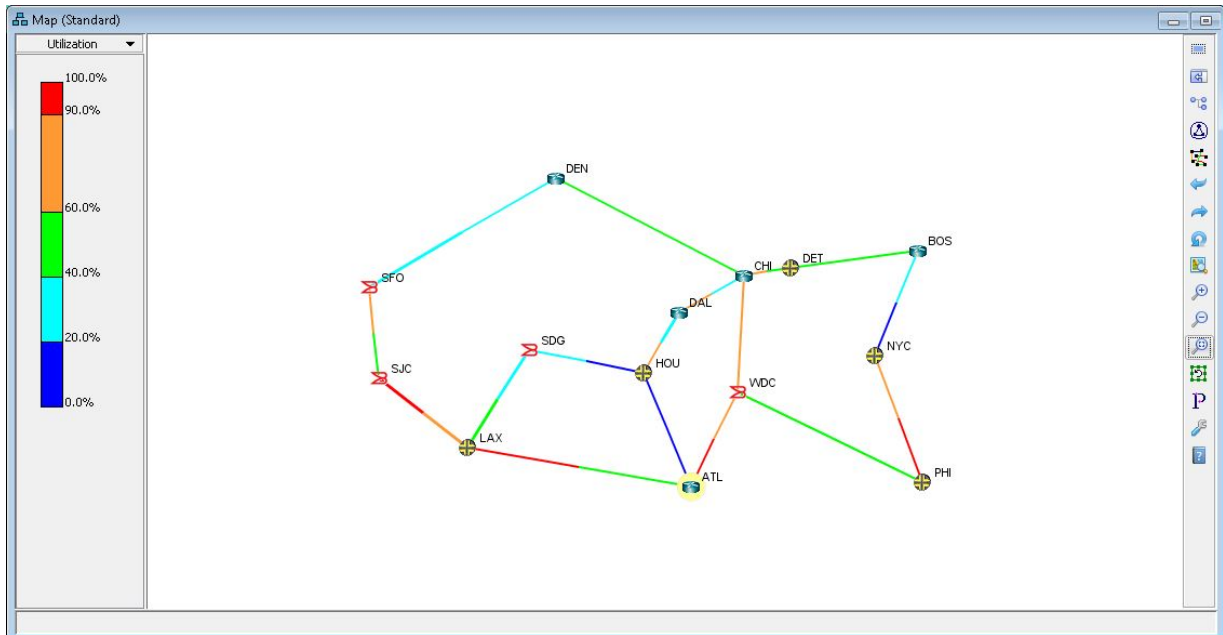 Map (Standard)
Utilization
100.0%
90.0%
60.0%
40.0%
20.0%
0.0%
DEN
BOS
CHI
DET
SFO
DAL
NYC
SDG
HOU
SJC
WDC
LAX
PHI
ATL
P
?